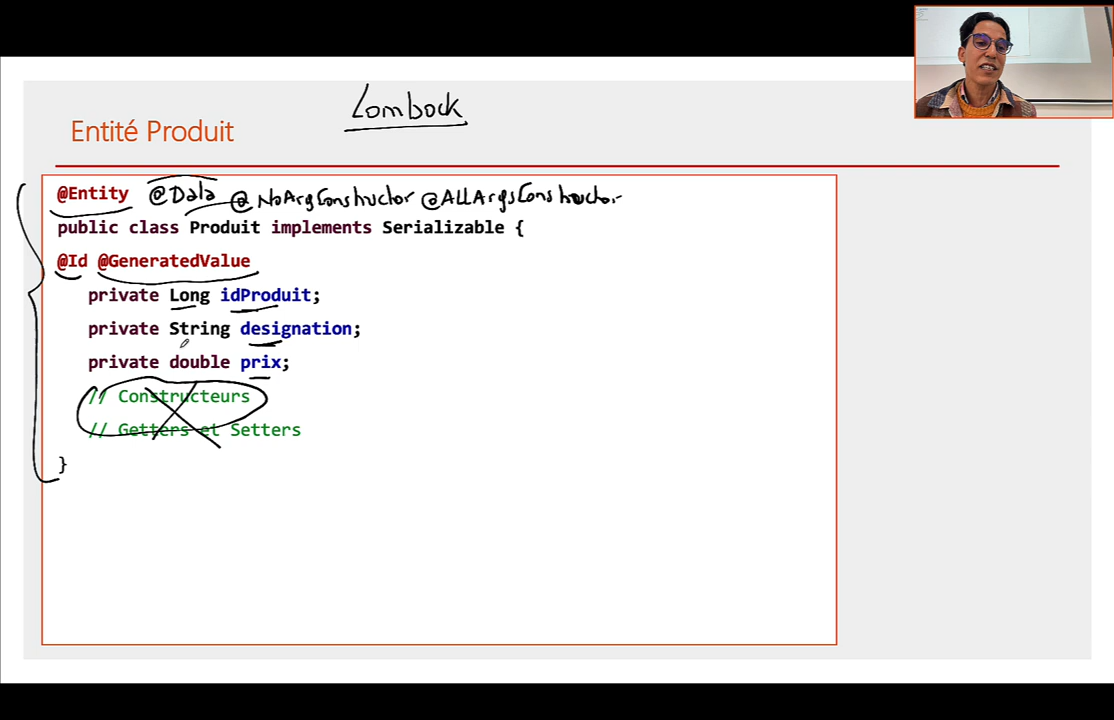 Lombock
Entité Produit
@Entity @Data @NoArgsConstructor @ALLArgsConstructor
public class Produit implements Serializable {
@Id @GeneratedValue
private Long idProduit;
private String designation;
private double prix;
// Constructeurs
// Getters et Setters
}